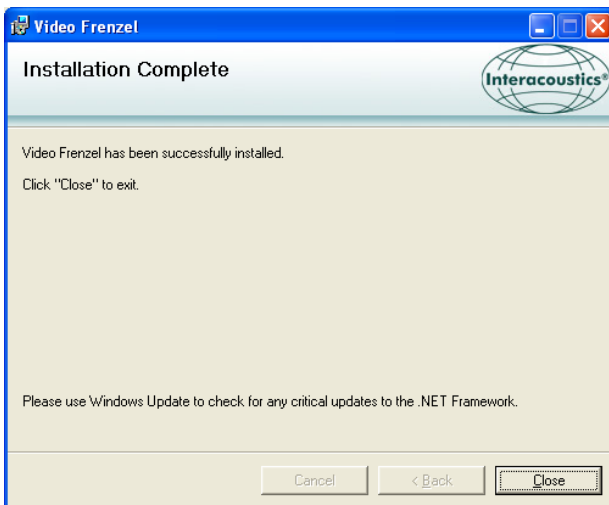 Video Frenzel
Installation Complete
Interacoustics®
Video Frenzel has been successfully installed.
Click "Close" to exit.
Please use Windows Update to check for any critical updates to the .NET Framework.
Cancel
< Back
Close